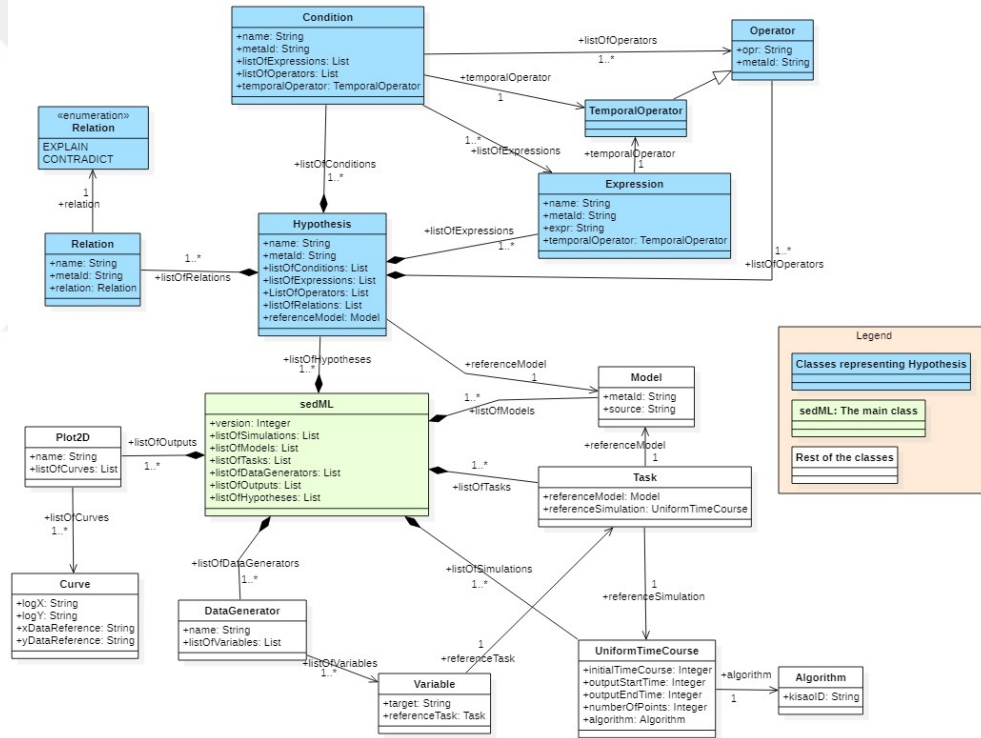 Condition
+name: String
+metaId: String
+listOfExpressions: List
+listOfOperators: List
+temporalOperator: TemporalOperator
+listOfOperators
1..*
Operator
+opr: String
+metaId: String
+temporalOperator
1
TemporalOperator
«enumeration»
Relation
EXPLAIN
CONTRADICT
1..*
+listOfExpressions
+temporalOperator
1
+listOfConditions
1..*
Expression
+name: String
+metaId: String
+expr: String
+temporalOperator: TemporalOperator
1
+relation
Hypothesis
+name: String
+metaId: String
+listOfConditions: List
+listOfExpressions: List
+ListOfOperators: List
+listOfRelations: List
+referenceModel: Model
+listOfExpressions
1..*
Relation
+name: String
+metaId: String
+relation: Relation
1..*
+listOfRelations
1..*
+listOfOperators
Legend
Classes representing Hypothesis
sedML: The main class
Rest of the classes
+listOfHypotheses
1..*
+referenceModel
1
Model
+metaId: String
+source: String
sedML
+version: Integer
+listOfSimulations: List
+listOfModels: List
+listOfTasks: List
+listOfDataGenerators: List
+listOfOutputs: List
+listOfHypotheses: List
1..*
+listOfModels
Plot2D
+name: String
+listOfCurves: List
+listOfOutputs
1..*
+referenceModel
1
1..*
+listOfTasks
Task
+referenceModel: Model
+referenceSimulation: UniformTimeCourse
+listOfCurves
1..*
+listOfDataGenerators
1..*
+listOfSimulations
1..*
1
+referenceSimulation
Curve
+logX: String
+logY: String
+xDataReference: String
+yDataReference: String
DataGenerator
+name: String
+listOfVariables: List
+listOfVariables
1..*
1
+referenceTask
Variable
+target: String
+referenceTask: Task
UniformTimeCourse
+initialTimeCourse: Integer
+outputStartTime: Integer
+outputEndTime: Integer
+numberOfPoints: Integer
+algorithm: Algorithm
+algorithm
1
Algorithm
+kisaoID: String